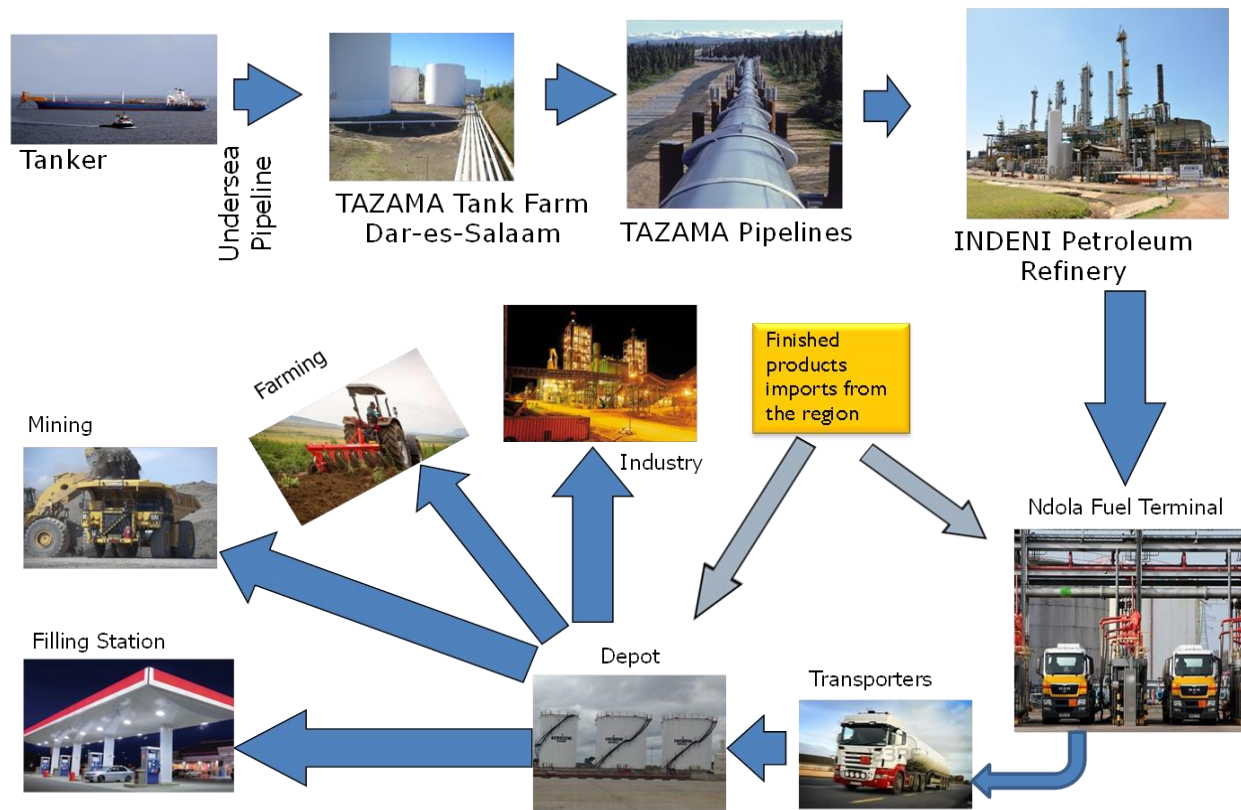 Tanker
Undersea
Pipeline
TAZAMA Tank Farm
Dar-es-Salaam
TAZAMA Pipelines
INDENI Petroleum
Refinery
Farming
Finished
products
imports from
the region
Mining
Industry
Ndola Fuel Terminal
Filling Station
Depot
Transporters